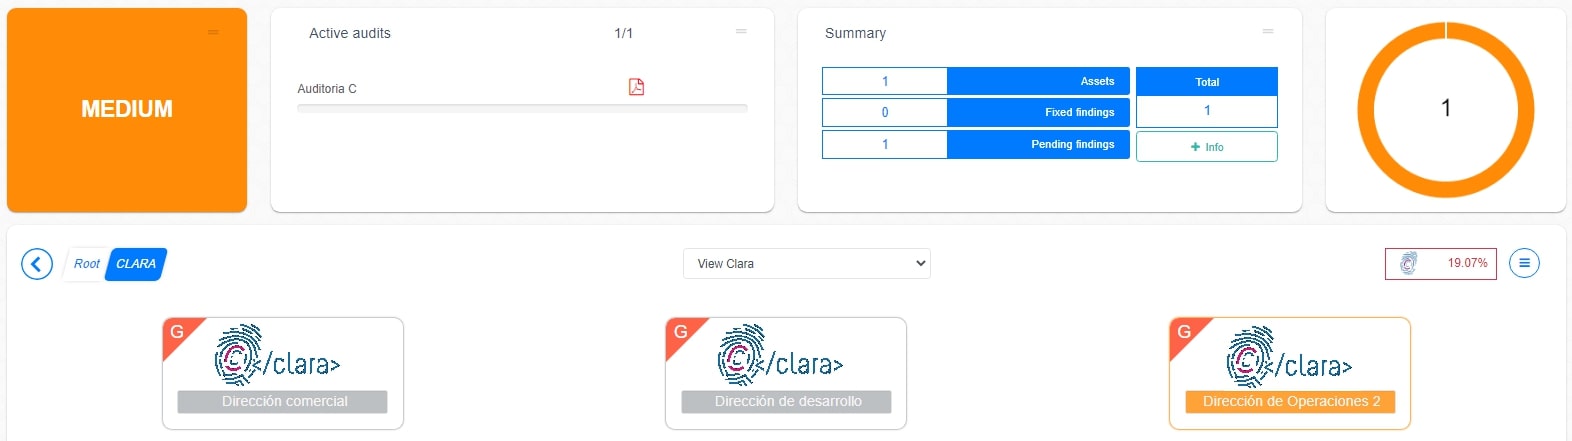 MEDIUM
Active audits 1/1
Auditoria C
Summary
1 Assets
0 Fixed findings
1 Pending findings
Total
1
+ Info
1
Root CLARA
View Clara
19.07%
G
C</clara>
Dirección comercial
G
C</clara>
Dirección de desarrollo
G
C</clara>
Dirección de Operaciones 2